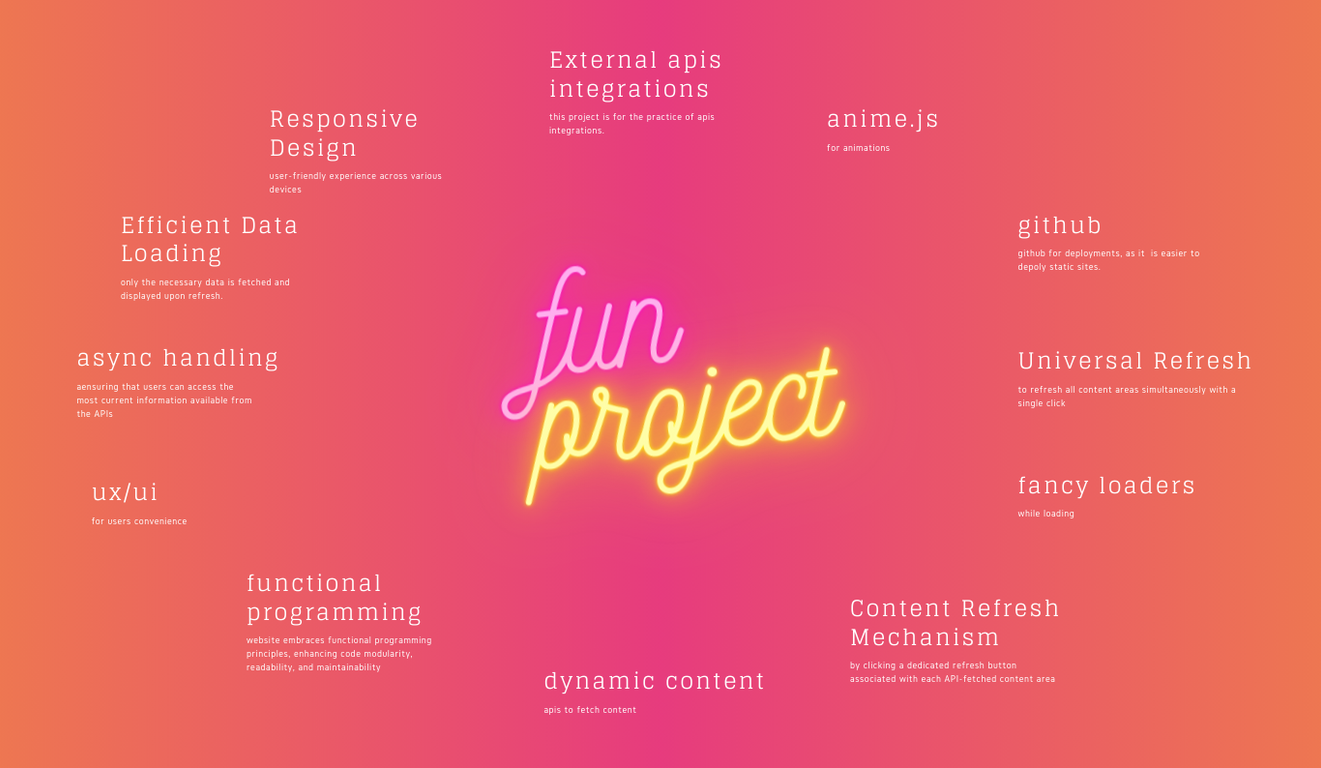 External apis
integrations
this project is for the practice of apis
integrations.
Responsive
Design
user-friendly experience across various
devices
anime.js
for animations
Efficient Data
Loading
only the necessary data is fetched and
displayed upon refresh.
github
github for deployments, as it  is easier to
depoly static sites.
fun
project
async handling
aensuring that users can access the
most current information available from
the APIs
Universal Refresh
to refresh all content areas simultaneously with a
single click
ux/ui
for users convenience
fancy loaders
while loading
functional
programming
website embraces functional programming
principles, enhancing code modularity,
readability, and maintainability
Content Refresh
Mechanism
by clicking a dedicated refresh button
associated with each API-fetched content area
dynamic content
apis to fetch content